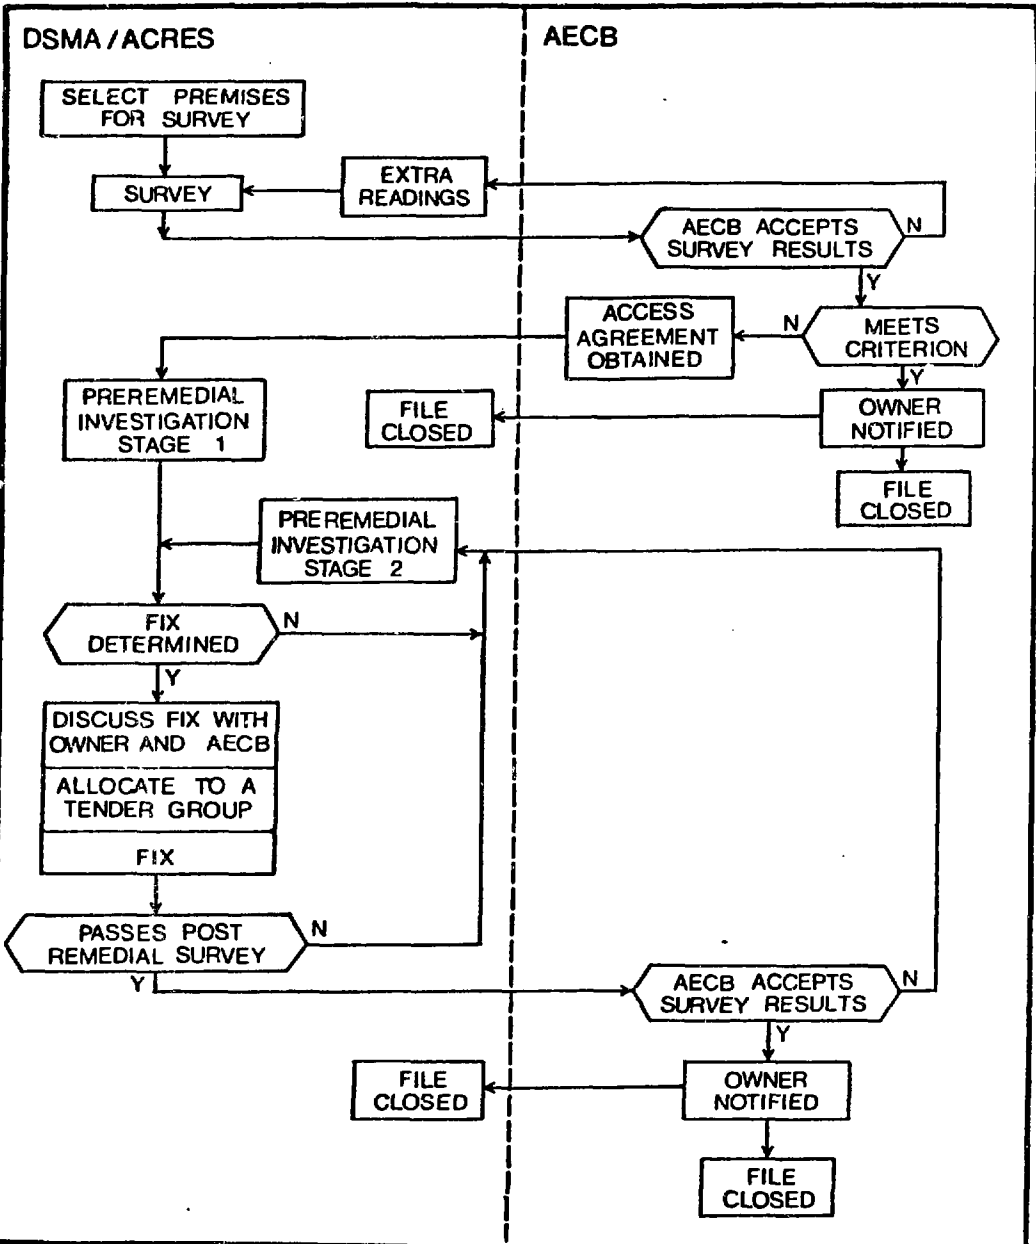 DSMA/ACRES
AECB
SELECT PREMISES
FOR SURVEY
SURVEY
EXTRA
READINGS
AECB ACCEPTS
SURVEY RESULTS
N
Y
MEETS
CRITERION
N
Y
ACCESS
AGREEMENT
OBTAINED
PREREMEDIAL
INVESTIGATION
STAGE 1
FILE
CLOSED
OWNER
NOTIFIED
FILE
CLOSED
PREREMEDIAL
INVESTIGATION
STAGE 2
FIX
DETERMINED
N
Y
DISCUSS FIX WITH
OWNER AND AECB
ALLOCATE TO A
TENDER GROUP
FIX
PASSES POST
REMEDIAL SURVEY
N
Y
AECB ACCEPTS
SURVEY RESULTS
N
Y
FILE
CLOSED
OWNER
NOTIFIED
FILE
CLOSED